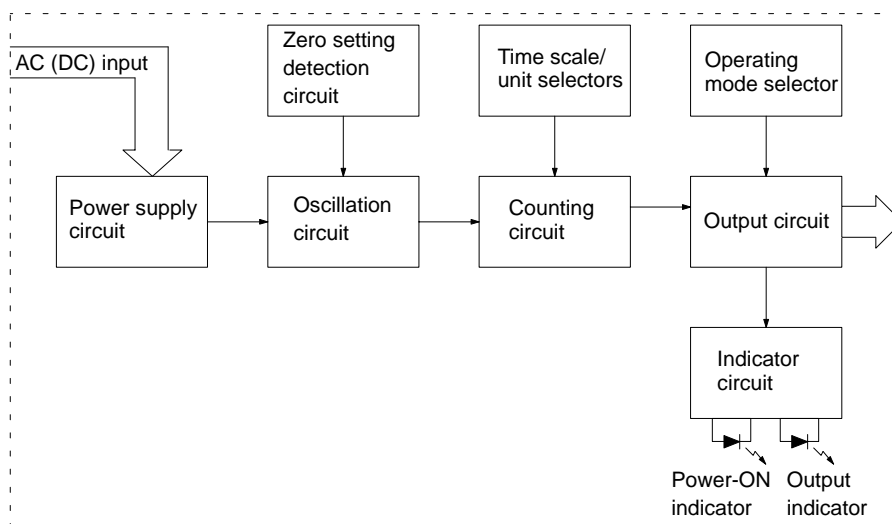 AC (DC) input
Zero setting
detection
circuit
Time scale/
unit selectors
Operating
mode selector
Power supply
circuit
Oscillation
circuit
Counting
circuit
Output circuit
Indicator
circuit
Power-ON
indicator
Output
indicator